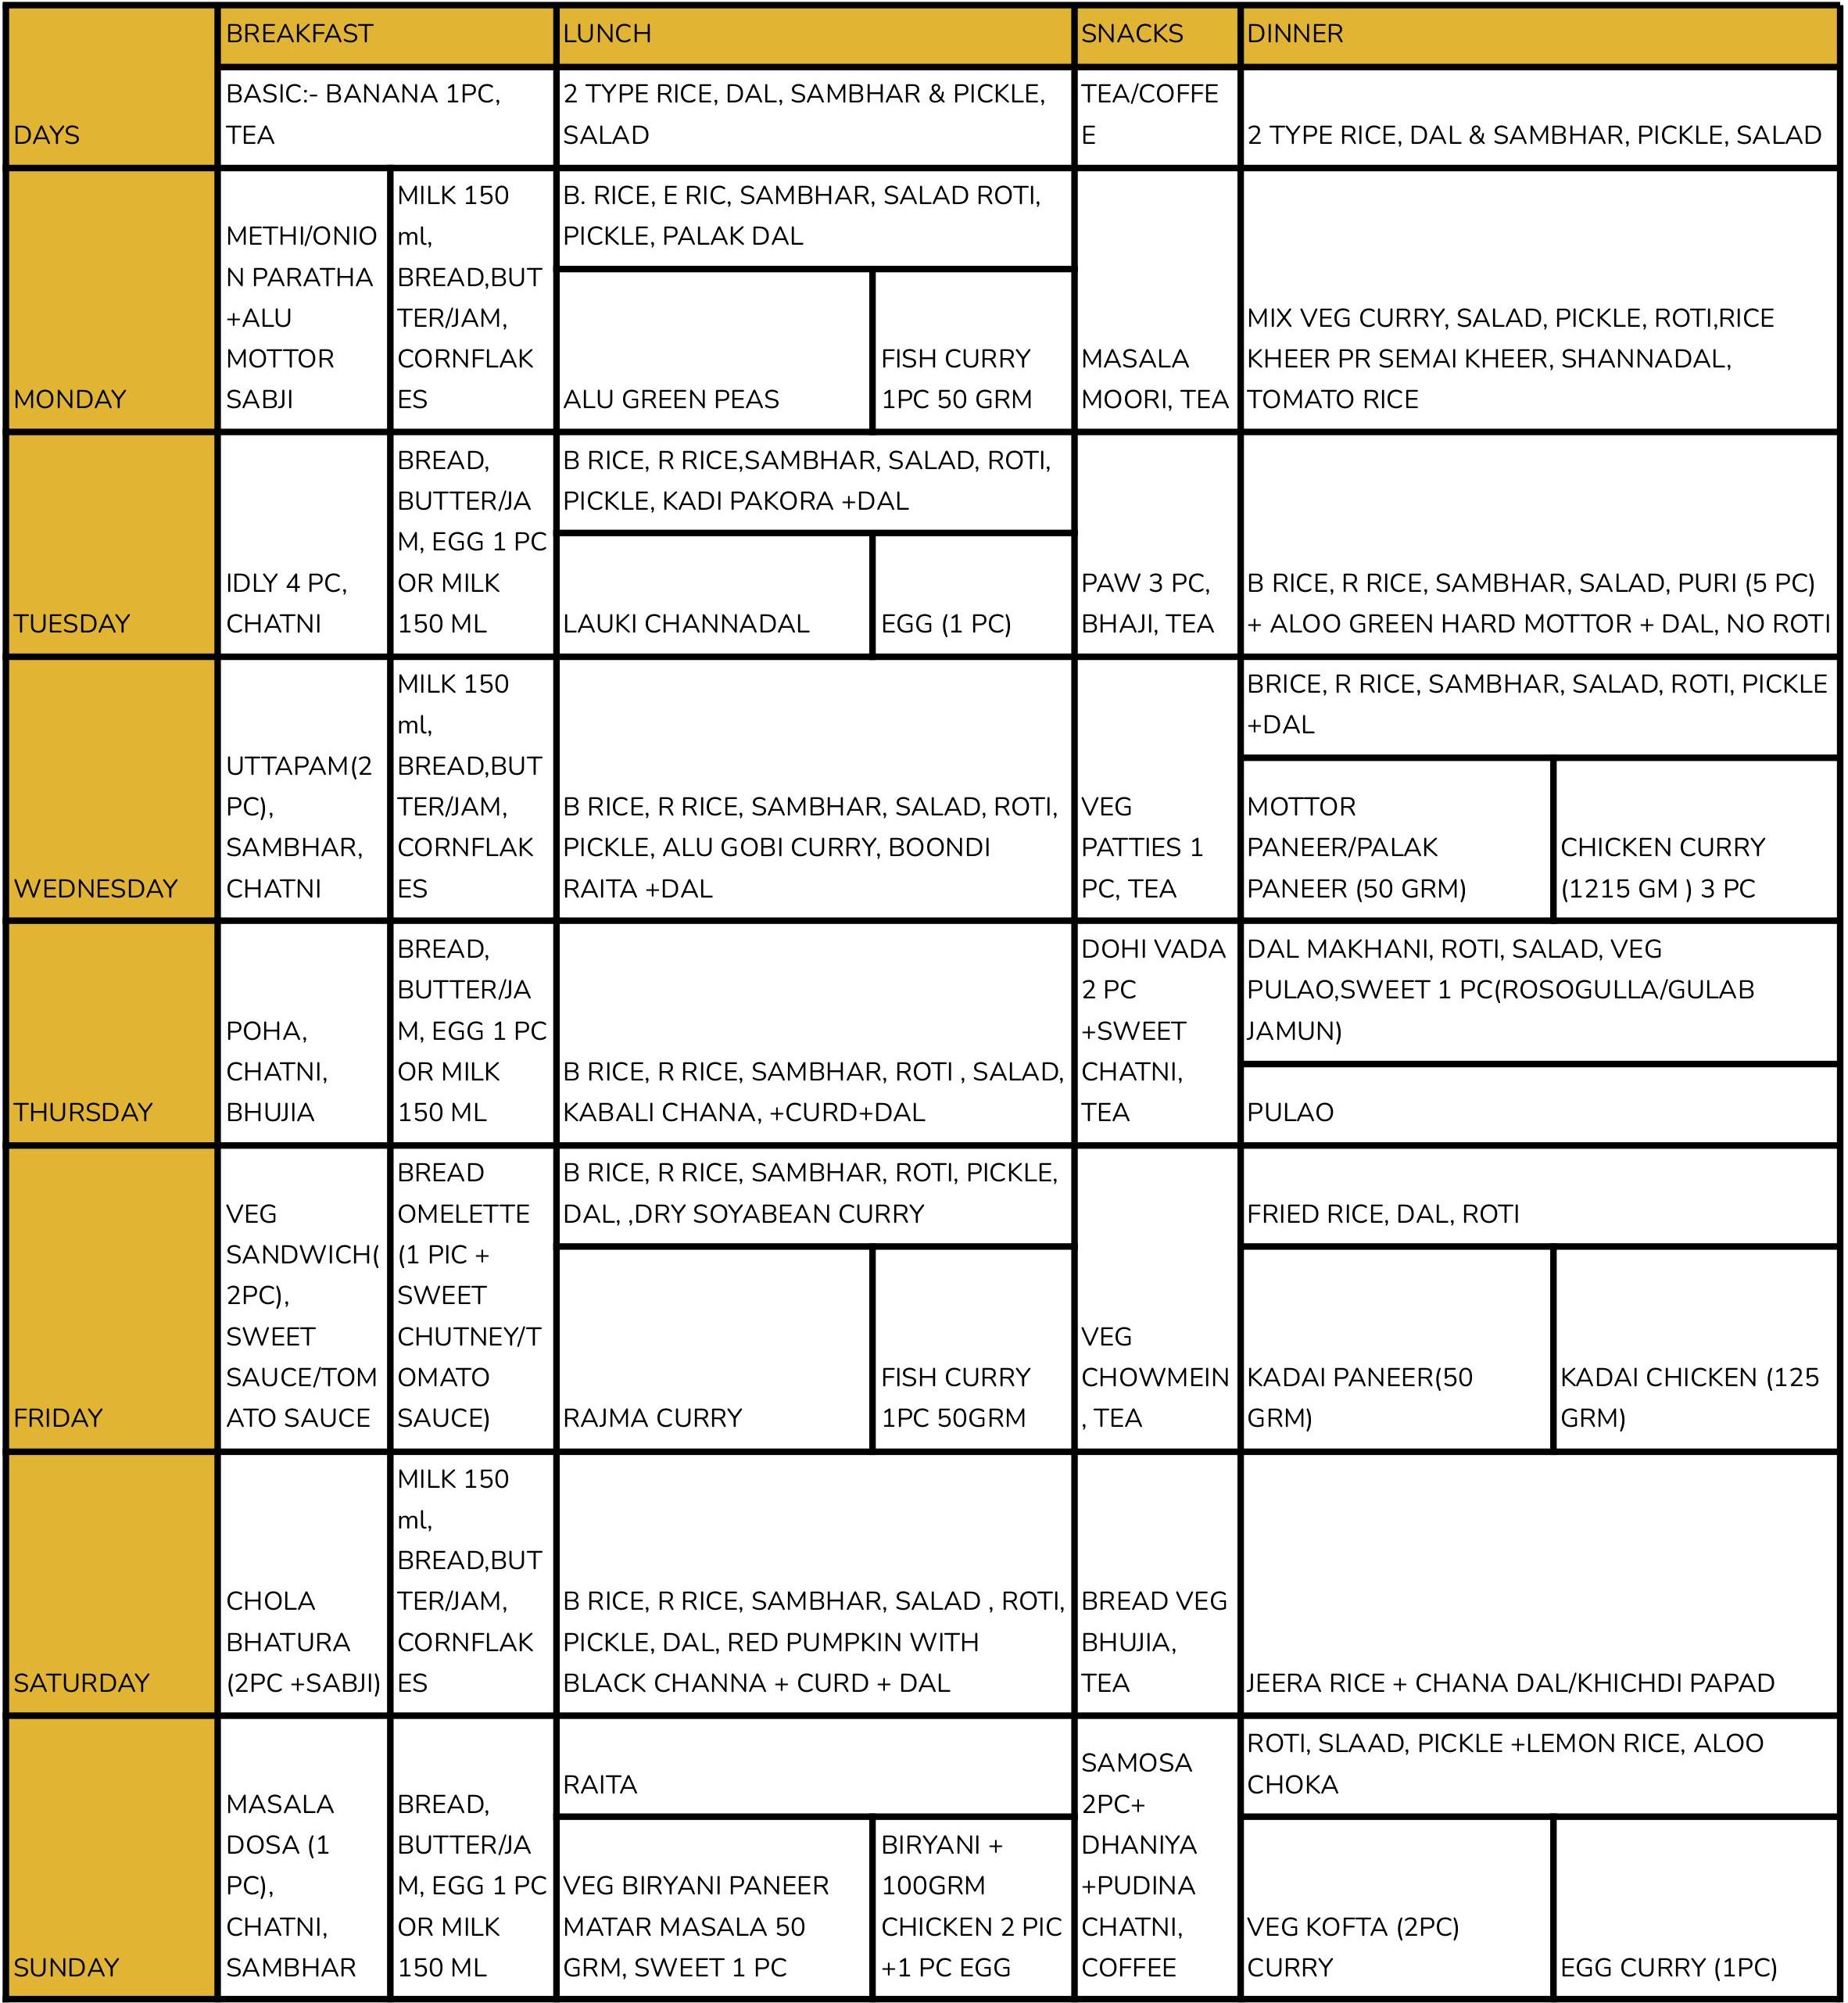 BREAKFAST
LUNCH
SNACKS
DINNER
DAYS
BASIC:- BANANA 1PC,
TEA
2 TYPE RICE, DAL, SAMBHAR & PICKLE,
SALAD
TEA/COFFE
E
2 TYPE RICE, DAL & SAMBHAR, PICKLE, SALAD
MONDAY
METHI/ONIO
N PARATHA
+ALU
MOTTOR
SABJI
MILK 150
ml,
BREAD,BUT
TER/JAM,
CORNFLAK
ES
B. RICE, E RIC, SAMBHAR, SALAD ROTI,
PICKLE, PALAK DAL
ALU GREEN PEAS
FISH CURRY
1PC 50 GRM
MASALA
MOORI, TEA
MIX VEG CURRY, SALAD, PICKLE, ROTI,RICE
KHEER PR SEMAI KHEER, SHANNADAL,
TOMATO RICE
TUESDAY
IDLY 4 PC,
CHATNI
BREAD,
BUTTER/JA
M, EGG 1 PC
OR MILK
150 ML
B RICE, R RICE,SAMBHAR, SALAD, ROTI,
PICKLE, KADI PAKORA +DAL
LAUKI CHANNADAL
EGG (1 PC)
PAW 3 PC,
BHAJI, TEA
B RICE, R RICE, SAMBHAR, SALAD, PURI (5 PC)
+ ALOO GREEN HARD MOTTOR + DAL, NO ROTI
WEDNESDAY
UTTAPAM(2
PC),
SAMBHAR,
CHATNI
MILK 150
ml,
BREAD,BUT
TER/JAM,
CORNFLAK
ES
B RICE, R RICE, SAMBHAR, SALAD, ROTI,
PICKLE, ALU GOBI CURRY, BOONDI
RAITA +DAL
VEG
PATTIES 1
PC, TEA
BRICE, R RICE, SAMBHAR, SALAD, ROTI, PICKLE
+DAL
MOTTOR
PANEER/PALAK
PANEER (50 GRM)
CHICKEN CURRY
(1215 GM ) 3 PC
THURSDAY
POHA,
CHATNI,
BHUJIA
BREAD,
BUTTER/JA
M, EGG 1 PC
OR MILK
150 ML
B RICE, R RICE, SAMBHAR, ROTI , SALAD,
KABALI CHANA, +CURD+DAL
DOHI VADA
2 PC
+SWEET
CHATNI,
TEA
DAL MAKHANI, ROTI, SALAD, VEG
PULAO,SWEET 1 PC(ROSOGULLA/GULAB
JAMUN)
PULAO
FRIDAY
VEG
SANDWICH(
2PC),
SWEET
SAUCE/TOM
ATO SAUCE
BREAD
OMELETTE
(1 PIC +
SWEET
CHUTNEY/T
OMATO
SAUCE)
B RICE, R RICE, SAMBHAR, ROTI, PICKLE,
DAL, ,DRY SOYABEAN CURRY
RAJMA CURRY
FISH CURRY
1PC 50GRM
VEG
CHOWMEIN
, TEA
FRIED RICE, DAL, ROTI
KADAI PANEER(50
GRM)
KADAI CHICKEN (125
GRM)
SATURDAY
CHOLA
BHATURA
(2PC +SABJI)
MILK 150
ml,
BREAD,BUT
TER/JAM,
CORNFLAK
ES
B RICE, R RICE, SAMBHAR, SALAD , ROTI,
PICKLE, DAL, RED PUMPKIN WITH
BLACK CHANNA + CURD + DAL
BREAD VEG
BHUJIA,
TEA
JEERA RICE + CHANA DAL/KHICHDI PAPAD
SUNDAY
MASALA
DOSA (1
PC),
CHATNI,
SAMBHAR
BREAD,
BUTTER/JA
M, EGG 1 PC
OR MILK
150 ML
RAITA
VEG BIRYANI PANEER
MATAR MASALA 50
GRM, SWEET 1 PC
BIRYANI +
100GRM
CHICKEN 2 PIC
+1 PC EGG
SAMOSA
2PC+
DHANIYA
+PUDINA
CHATNI,
COFFEE
ROTI, SLAAD, PICKLE +LEMON RICE, ALOO
CHOKA
VEG KOFTA (2PC)
CURRY
EGG CURRY (1PC)